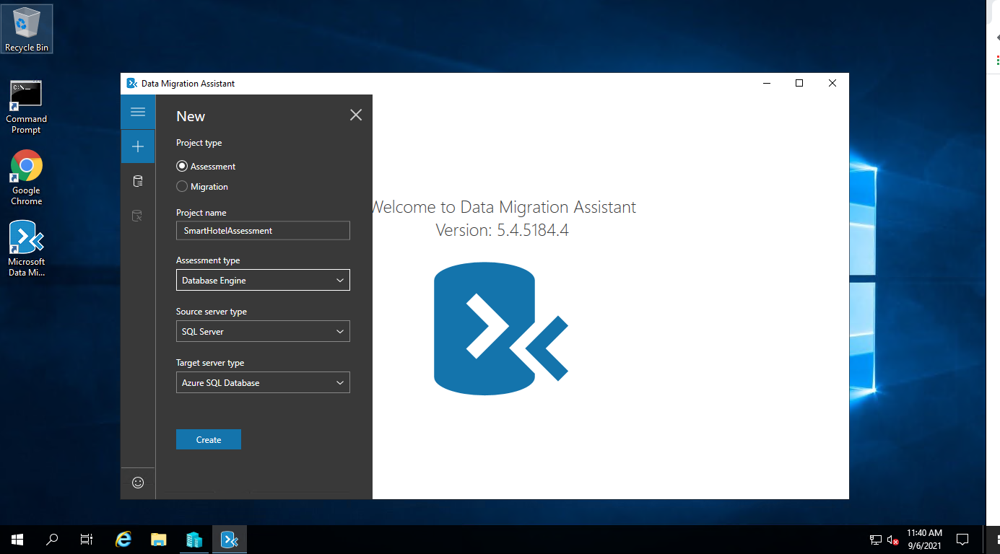 Recycle Bin
Command
Prompt
Google
Chrome
Microsoft
Data Mi...
Data Migration Assistant
New
Project type
Assessment
Migration
Project name
SmartHotelAssessment
Assessment type
Database Engine
Source server type
SQL Server
Target server type
Azure SQL Database
Create
Welcome to Data Migration Assistant
Version: 5.4.5184.4
11:40 AM
9/6/2021